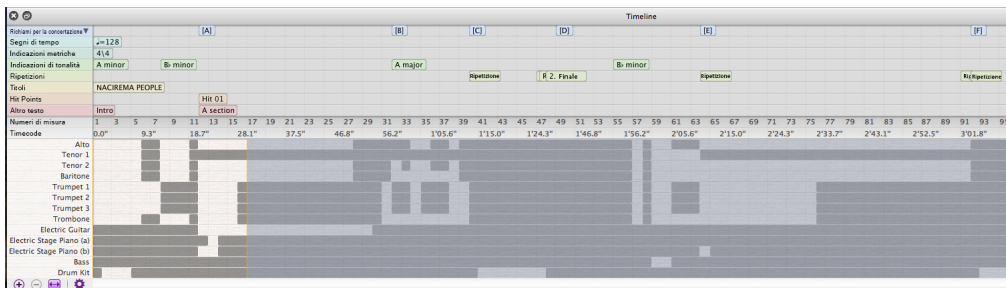 Timeline
Richiami per la concertazione [A] [B] [C] [D] [E] [F]
Segni di tempo ♩=128
Indicazioni metriche 4\4
Indicazioni di tonalità A minor B♭ minor A major B♭ minor
Ripetizioni Ripetizione R 2. Finale Ripetizione Ripetizione
Titoli NACIREMA PEOPLE
Hit Points Hit 01
Altro testo Intro A section
Numeri di misura 1 3 5 7 9 11 13 15 17 19 21 23 25 27 29 31 33 35 37 39 41 43 45 47 49 51 53 55 57 59 61 63 65 67 69 71 73 75 77 79 81 83 85 87 89 91 93 95
Timecode 0.0" 9.3" 18.7" 28.1" 37.5" 46.8" 56.2" 1'05.6" 1'15.0" 1'24.3" 1'46.8" 1'56.2" 2'05.6" 2'15.0" 2'24.3" 2'33.7" 2'43.1" 2'52.5" 3'01.8"
Alto
Tenor 1
Tenor 2
Baritone
Trumpet 1
Trumpet 2
Trumpet 3
Trombone
Electric Guitar
Electric Stage Piano (a)
Electric Stage Piano (b)
Bass
Drum Kit